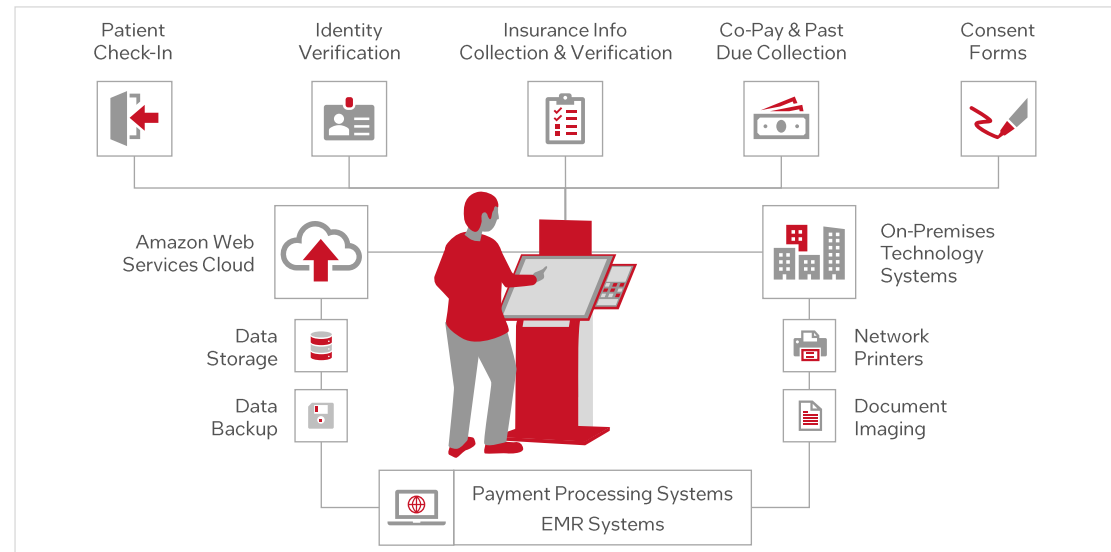 Patient
Check-In
Identity
Verification
Insurance Info
Collection & Verification
Co-Pay & Past
Due Collection
Consent
Forms
Amazon Web
Services Cloud
On-Premises
Technology
Systems
Data
Storage
Network
Printers
Data
Backup
Document
Imaging
Payment Processing Systems
EMR Systems